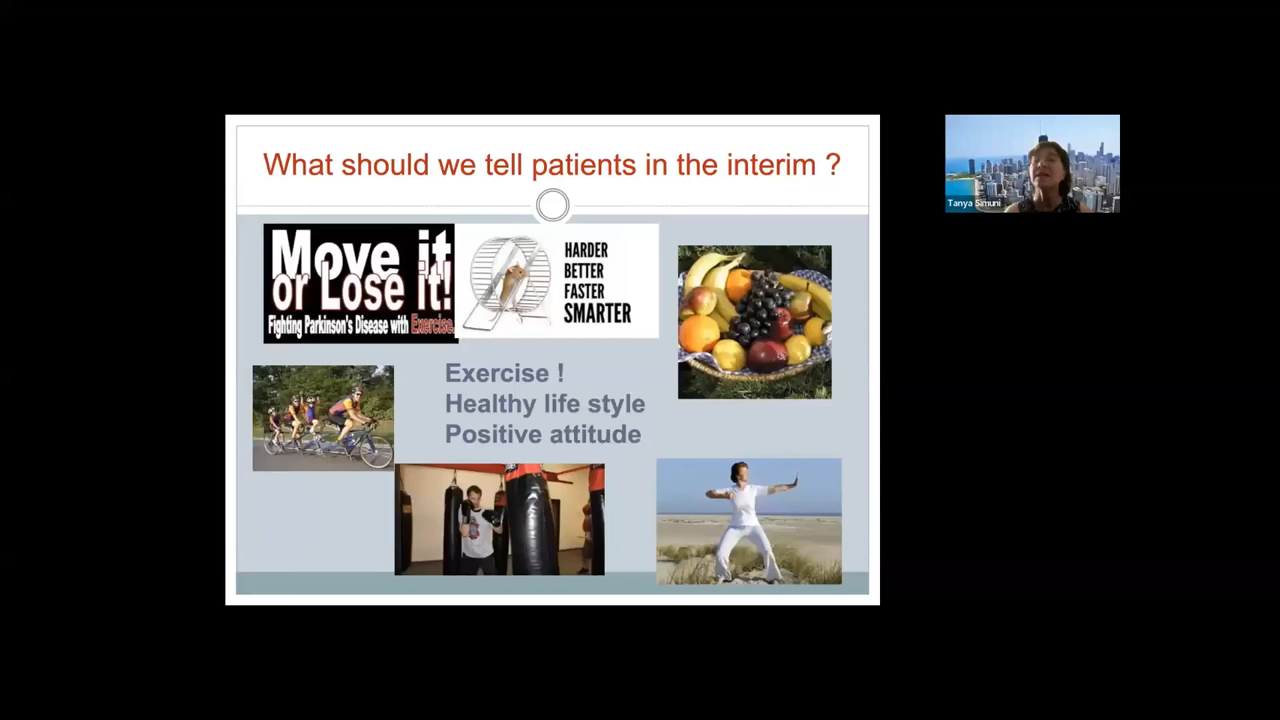 What should we tell patients in the interim ?
Move it
or Lose it!
Fighting Parkinson's Disease with Exercise.
HARDER
BETTER
FASTER
SMARTER
Exercise !
Healthy life style
Positive attitude
Tanya Simuni